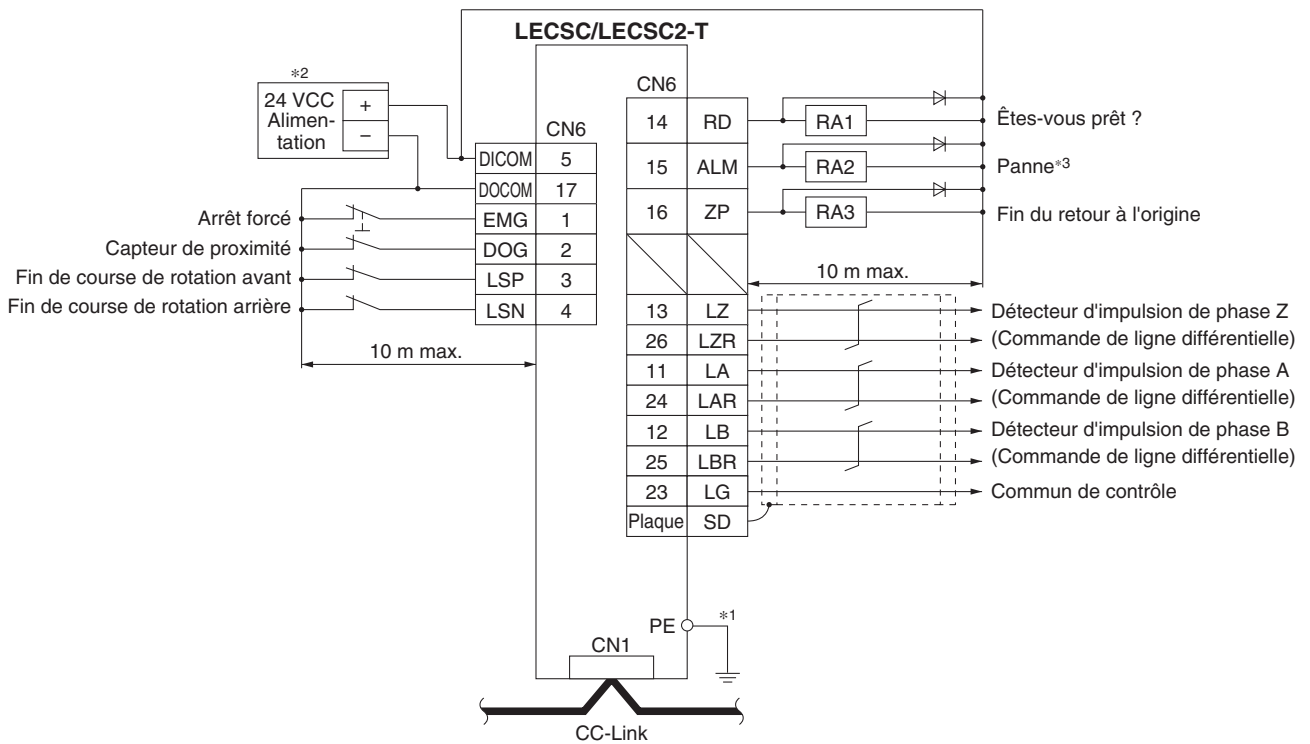 LECSC/LECSC2-T
*2
24 VCC
Alimen-
tation
+
−
CN6
DICOM 5
DOCOM 17
EMG 1
DOG 2
LSP 3
LSN 4
Arrêt forcé
Capteur de proximité
Fin de course de rotation avant
Fin de course de rotation arrière
10 m max.
CN6
14 RD RA1 Êtes-vous prêt ?
15 ALM RA2 Panne*3
16 ZP RA3 Fin du retour à l'origine
10 m max.
13 LZ Détecteur d'impulsion de phase Z
26 LZR (Commande de ligne différentielle)
11 LA Détecteur d'impulsion de phase A
24 LAR (Commande de ligne différentielle)
12 LB Détecteur d'impulsion de phase B
25 LBR (Commande de ligne différentielle)
23 LG Commun de contrôle
Plaque SD
PE *1
CN1
CC-Link